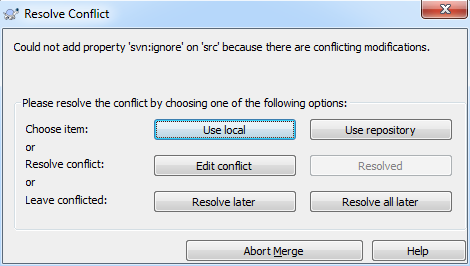 Resolve Conflict
Could not add property 'svn:ignore' on 'src' because there are conflicting modifications.
Please resolve the conflict by choosing one of the following options:
Choose item: Use local Use repository
or
Resolve conflict: Edit conflict Resolved
or
Leave conflicted: Resolve later Resolve all later
Abort Merge Help